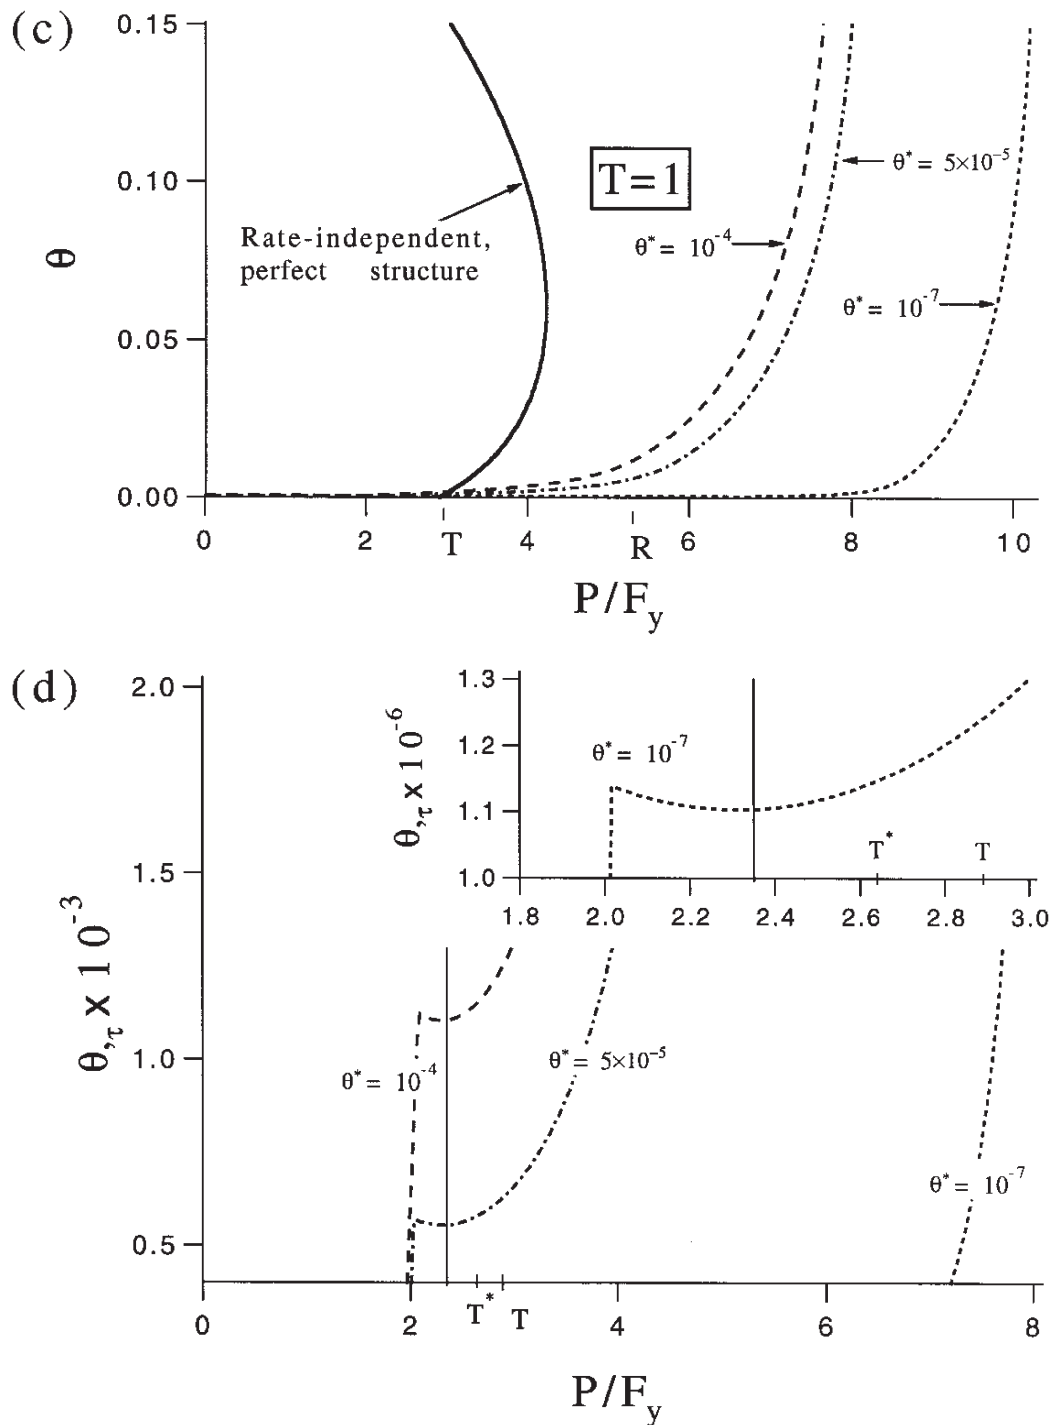 (c)
0.15
0.10
0.05
0.00
θ
T=1
θ* = 5×10⁻⁵
θ* = 10⁻⁴
θ* = 10⁻⁷
Rate-independent,
perfect structure
0 2 4 6 8 10
T R
P/F_y
(d)
2.0
1.5
1.0
0.5
θ,τ x 10⁻³
1.3
1.2
1.1
1.0
θ,τ x 10⁻⁶
θ* = 10⁻⁷
T* T
1.8 2.0 2.2 2.4 2.6 2.8 3.0
θ* = 10⁻⁴
θ* = 5×10⁻⁵
θ* = 10⁻⁷
T* T
0 2 4 6 8
P/F_y